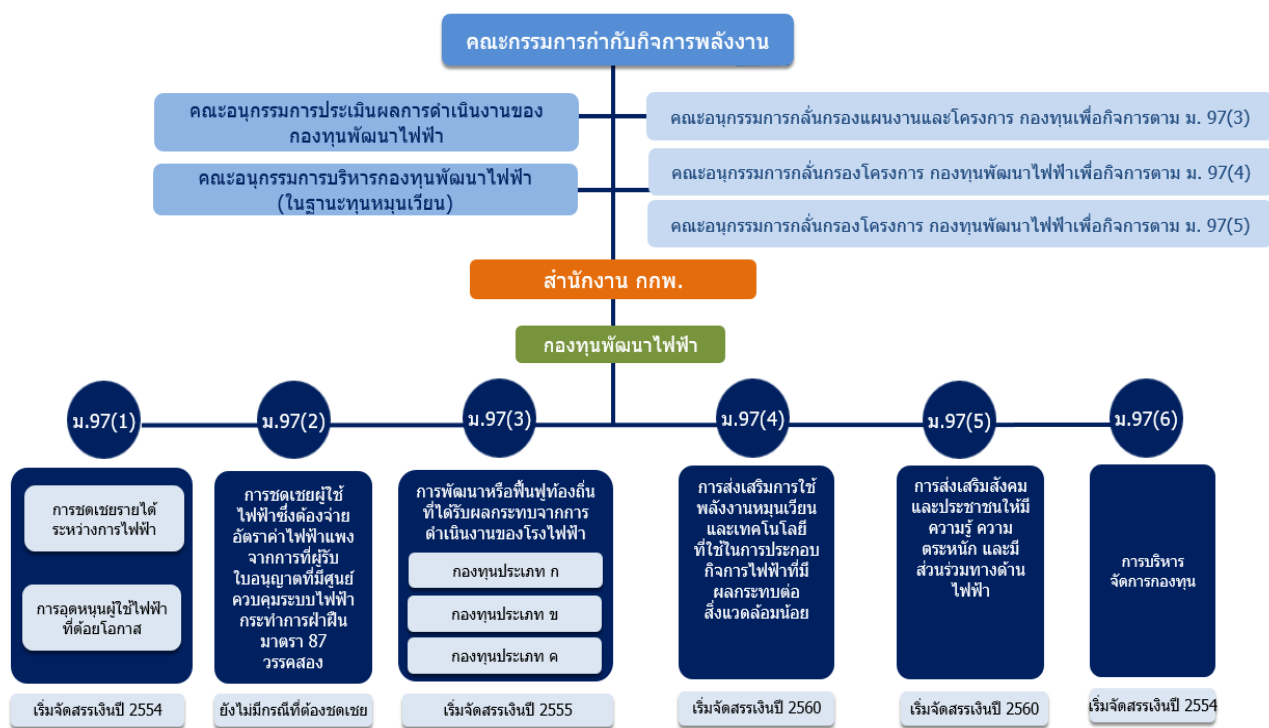 คณะกรรมการกำกับกิจการพลังงาน
คณะอนุกรรมการประเมินผลการดำเนินงานของ
กองทุนพัฒนาไฟฟ้า
คณะอนุกรรมการกลั่นกรองแผนงานและโครงการ กองทุนเพื่อกิจการตาม ม. 97(3)
คณะอนุกรรมการบริหารกองทุนพัฒนาไฟฟ้า
(ในฐานะทุนหมุนเวียน)
คณะอนุกรรมการกลั่นกรองโครงการ กองทุนพัฒนาไฟฟ้าเพื่อกิจการตาม ม. 97(4)
คณะอนุกรรมการกลั่นกรองโครงการ กองทุนพัฒนาไฟฟ้าเพื่อกิจการตาม ม. 97(5)
สำนักงาน กกพ.
กองทุนพัฒนาไฟฟ้า
ม.97(1)
การชดเชยรายได้
ระหว่างการไฟฟ้า
การอุดหนุนผู้ใช้ไฟฟ้า
ที่ด้อยโอกาส
เริ่มจัดสรรเงินปี 2554
ม.97(2)
การชดเชยผู้ใช้
ไฟฟ้าซึ่งต้องจ่าย
อัตราค่าไฟฟ้าแพง
จากการที่ผู้รับ
ใบอนุญาตที่มีศูนย์
ควบคุมระบบไฟฟ้า
กระทำการฝ่าฝืน
มาตรา 87
วรรคสอง
ยังไม่มีกรณีที่ต้องชดเชย
ม.97(3)
การพัฒนาหรือฟื้นฟูท้องถิ่น
ที่ได้รับผลกระทบจากการ
ดำเนินงานของโรงไฟฟ้า
กองทุนประเภท ก
กองทุนประเภท ข
กองทุนประเภท ค
เริ่มจัดสรรเงินปี 2555
ม.97(4)
การส่งเสริมการใช้
พลังงานหมุนเวียน
และเทคโนโลยี
ที่ใช้ในการประกอบ
กิจการไฟฟ้าที่มี
ผลกระทบต่อ
สิ่งแวดล้อมน้อย
เริ่มจัดสรรเงินปี 2560
ม.97(5)
การส่งเสริมสังคม
และประชาชนให้มี
ความรู้ ความ
ตระหนัก และมี
ส่วนร่วมทางด้าน
ไฟฟ้า
เริ่มจัดสรรเงินปี 2560
ม.97(6)
การบริหาร
จัดการกองทุน
เริ่มจัดสรรเงินปี 2554